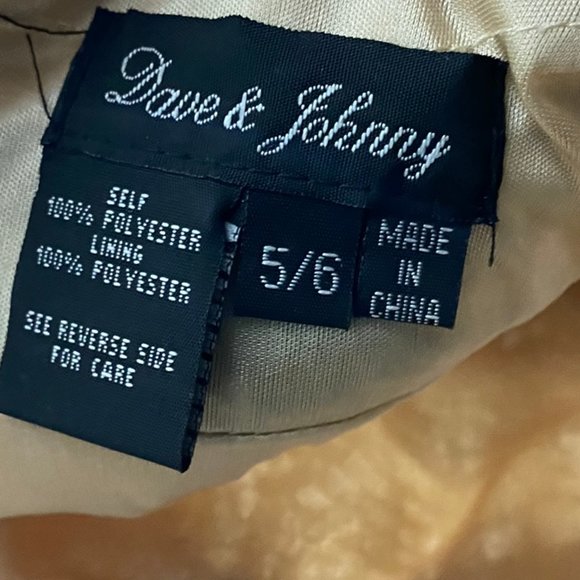 Dave & Johnny
SELF
100% POLYESTER
LINING
100% POLYESTER
SEE REVERSE SIDE
FOR CARE
5/6
MADE
IN
CHINA